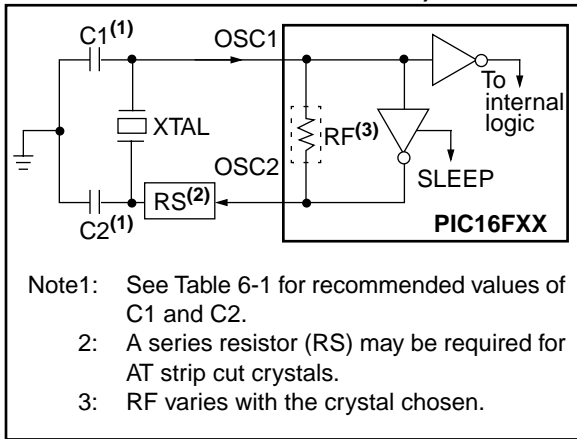 C1(1)
OSC1
To
internal
logic
XTAL
RF(3)
OSC2
SLEEP
RS(2)
C2(1)
PIC16FXX
Note1: See Table 6-1 for recommended values of
C1 and C2.
2: A series resistor (RS) may be required for
AT strip cut crystals.
3: RF varies with the crystal chosen.